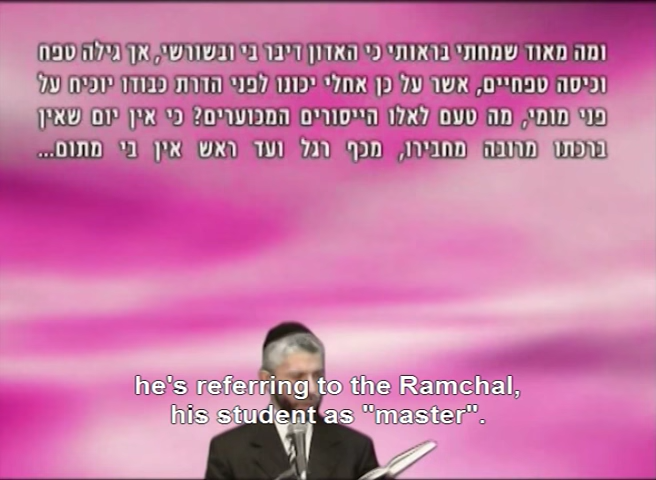 ומה מאוד שמחתי בראותי כי האדון דיבר בי ובשורשי, אך גילה טפח
וכיסה טפחיים, אשר על כן אחלי יכונו לפני הדרת כבודו יוכיח על
פני מומי, מה טעם לאלו הייסורים המכוערים? כי אין יום שאין
ברכתו מרובה מחבירו, מכף רגל ועד ראש אין בי מתום...
he's referring to the Ramchal,
his student as "master".